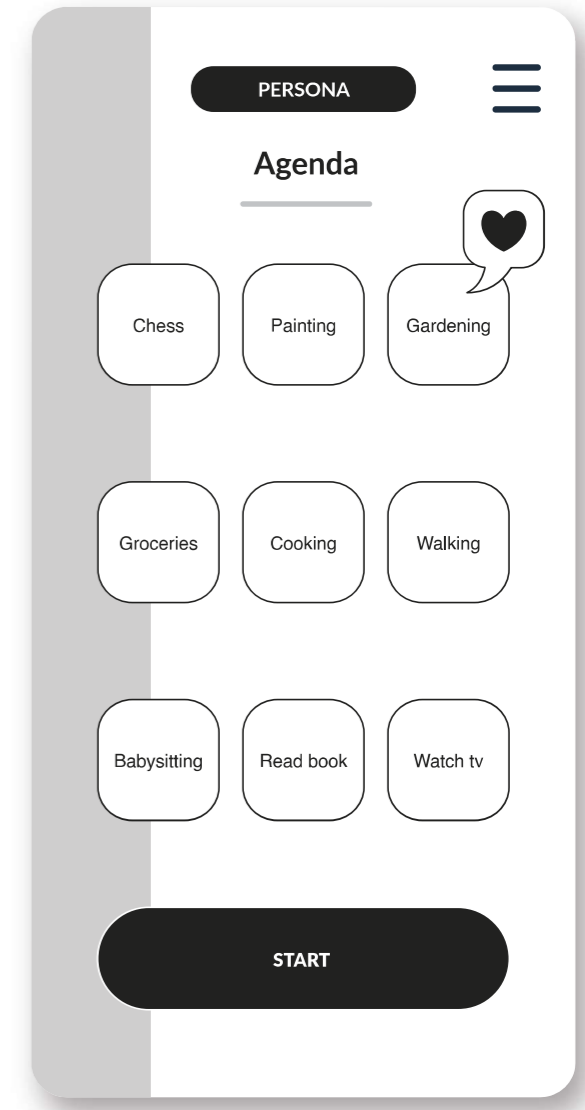 PERSONA
Agenda
Chess
Painting
Gardening
Groceries
Cooking
Walking
Babysitting
Read book
Watch tv
START